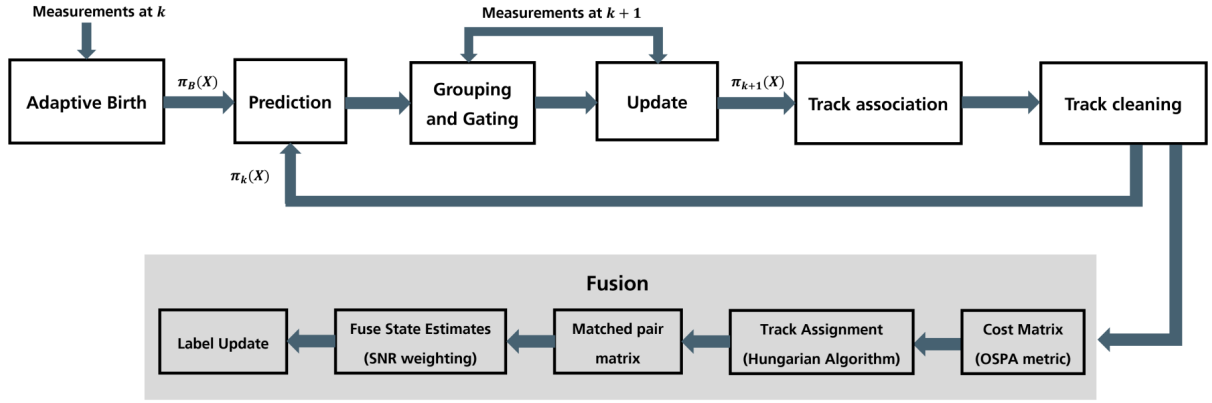 Measurements at k
Measurements at k + 1
Adaptive Birth
π_B(X)
Prediction
Grouping
and Gating
Update
π_{k+1}(X)
Track association
Track cleaning
π_k(X)
Fusion
Label Update
Fuse State Estimates
(SNR weighting)
Matched pair
matrix
Track Assignment
(Hungarian Algorithm)
Cost Matrix
(OSPA metric)